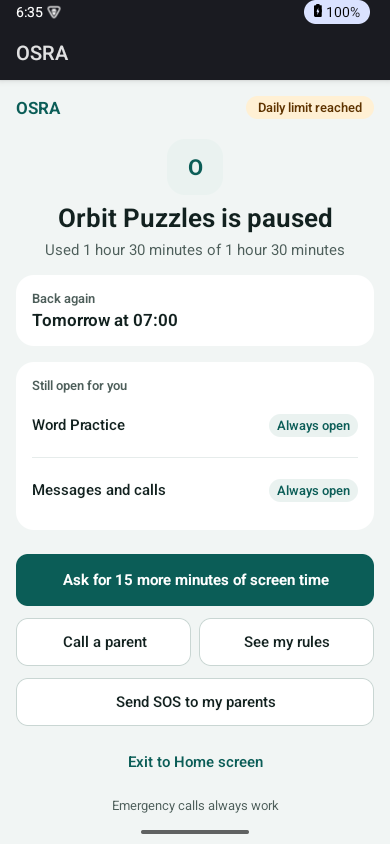 6:35
100%
OSRA
OSRA
Daily limit reached
O
Orbit Puzzles is paused
Used 1 hour 30 minutes of 1 hour 30 minutes
Back again
Tomorrow at 07:00
Still open for you
Word Practice
Always open
Messages and calls
Always open
Ask for 15 more minutes of screen time
Call a parent
See my rules
Send SOS to my parents
Exit to Home screen
Emergency calls always work